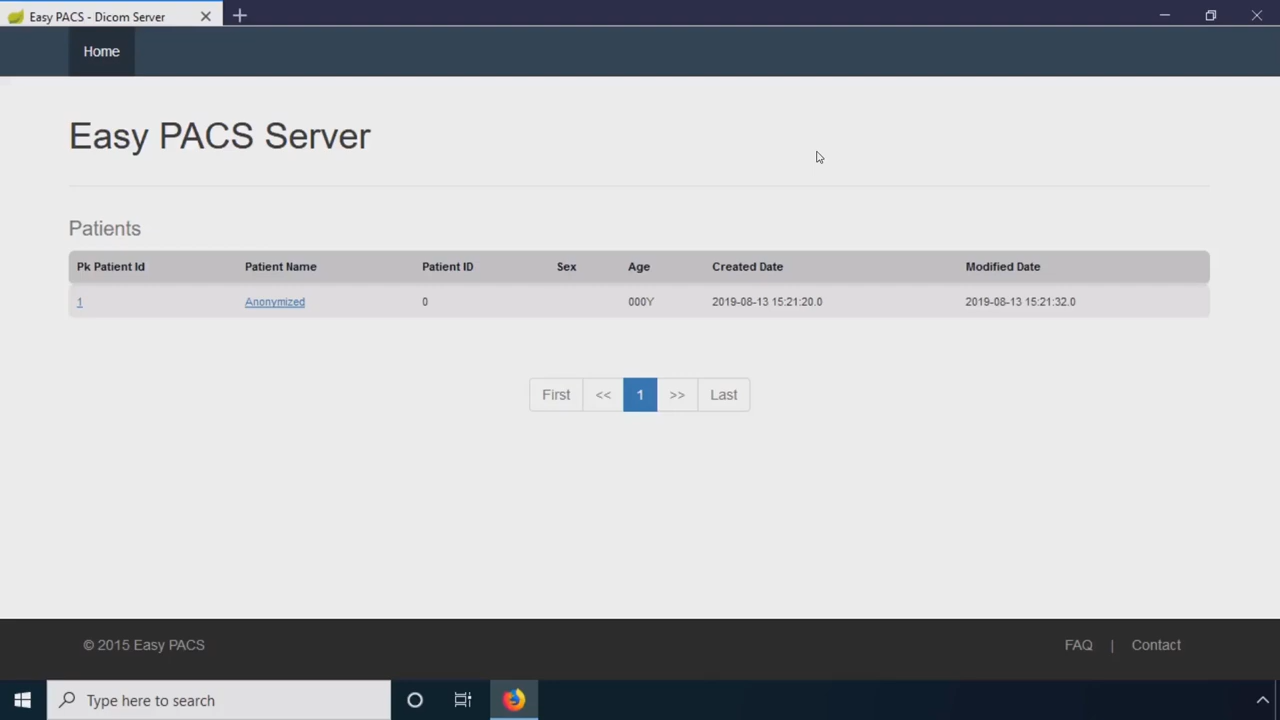 Easy PACS - Dicom Server
Home
Easy PACS Server
Patients
Pk Patient Id Patient Name Patient ID Sex Age Created Date Modified Date
1 Anonymized 0 000Y 2019-08-13 15:21:20.0 2019-08-13 15:21:32.0
First << 1 >> Last
© 2015 Easy PACS FAQ | Contact
Type here to search